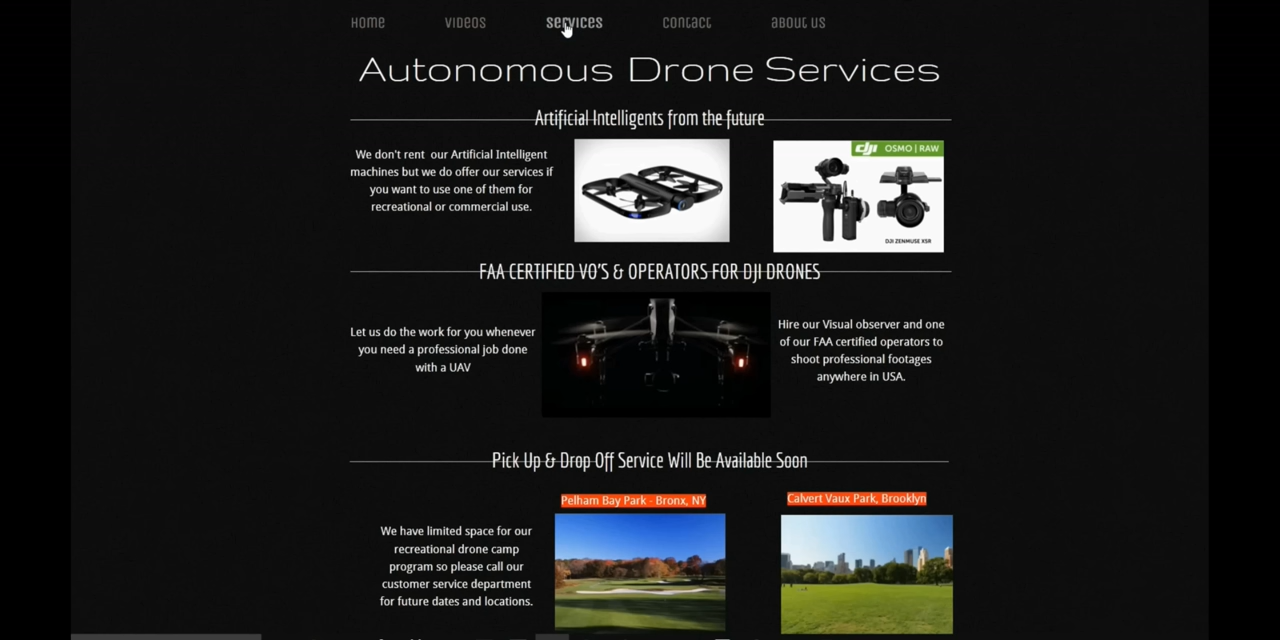 Home
Videos
Services
Contact
About Us
Autonomous Drone Services
Artificial Intelligents from the future
We don't rent our Artificial Intelligent
machines but we do offer our services if
you want to use one of them for
recreational or commercial use.
dji OSMO | RAW
DJI ZENMUSE X5R
FAA CERTIFIED VO'S & OPERATORS FOR DJI DRONES
Let us do the work for you whenever
you need a professional job done
with a UAV
Hire our Visual observer and one
of our FAA certified operators to
shoot professional footages
anywhere in USA.
Pick Up & Drop Off Service Will Be Available Soon
Pelham Bay Park - Bronx, NY
Calvert Vaux Park, Brooklyn
We have limited space for our
recreational drone camp
program so please call our
customer service department
for future dates and locations.